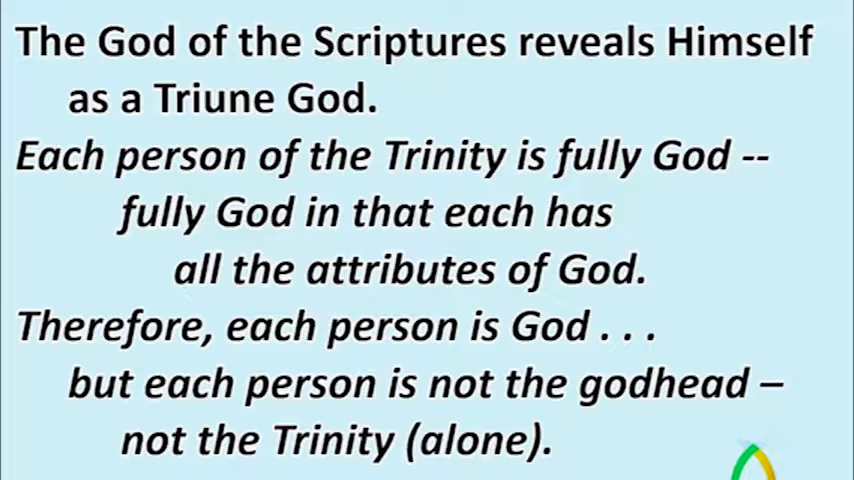 The God of the Scriptures reveals Himself
as a Triune God.
Each person of the Trinity is fully God --
fully God in that each has
all the attributes of God.
Therefore, each person is God . . .
but each person is not the godhead –
not the Trinity (alone).